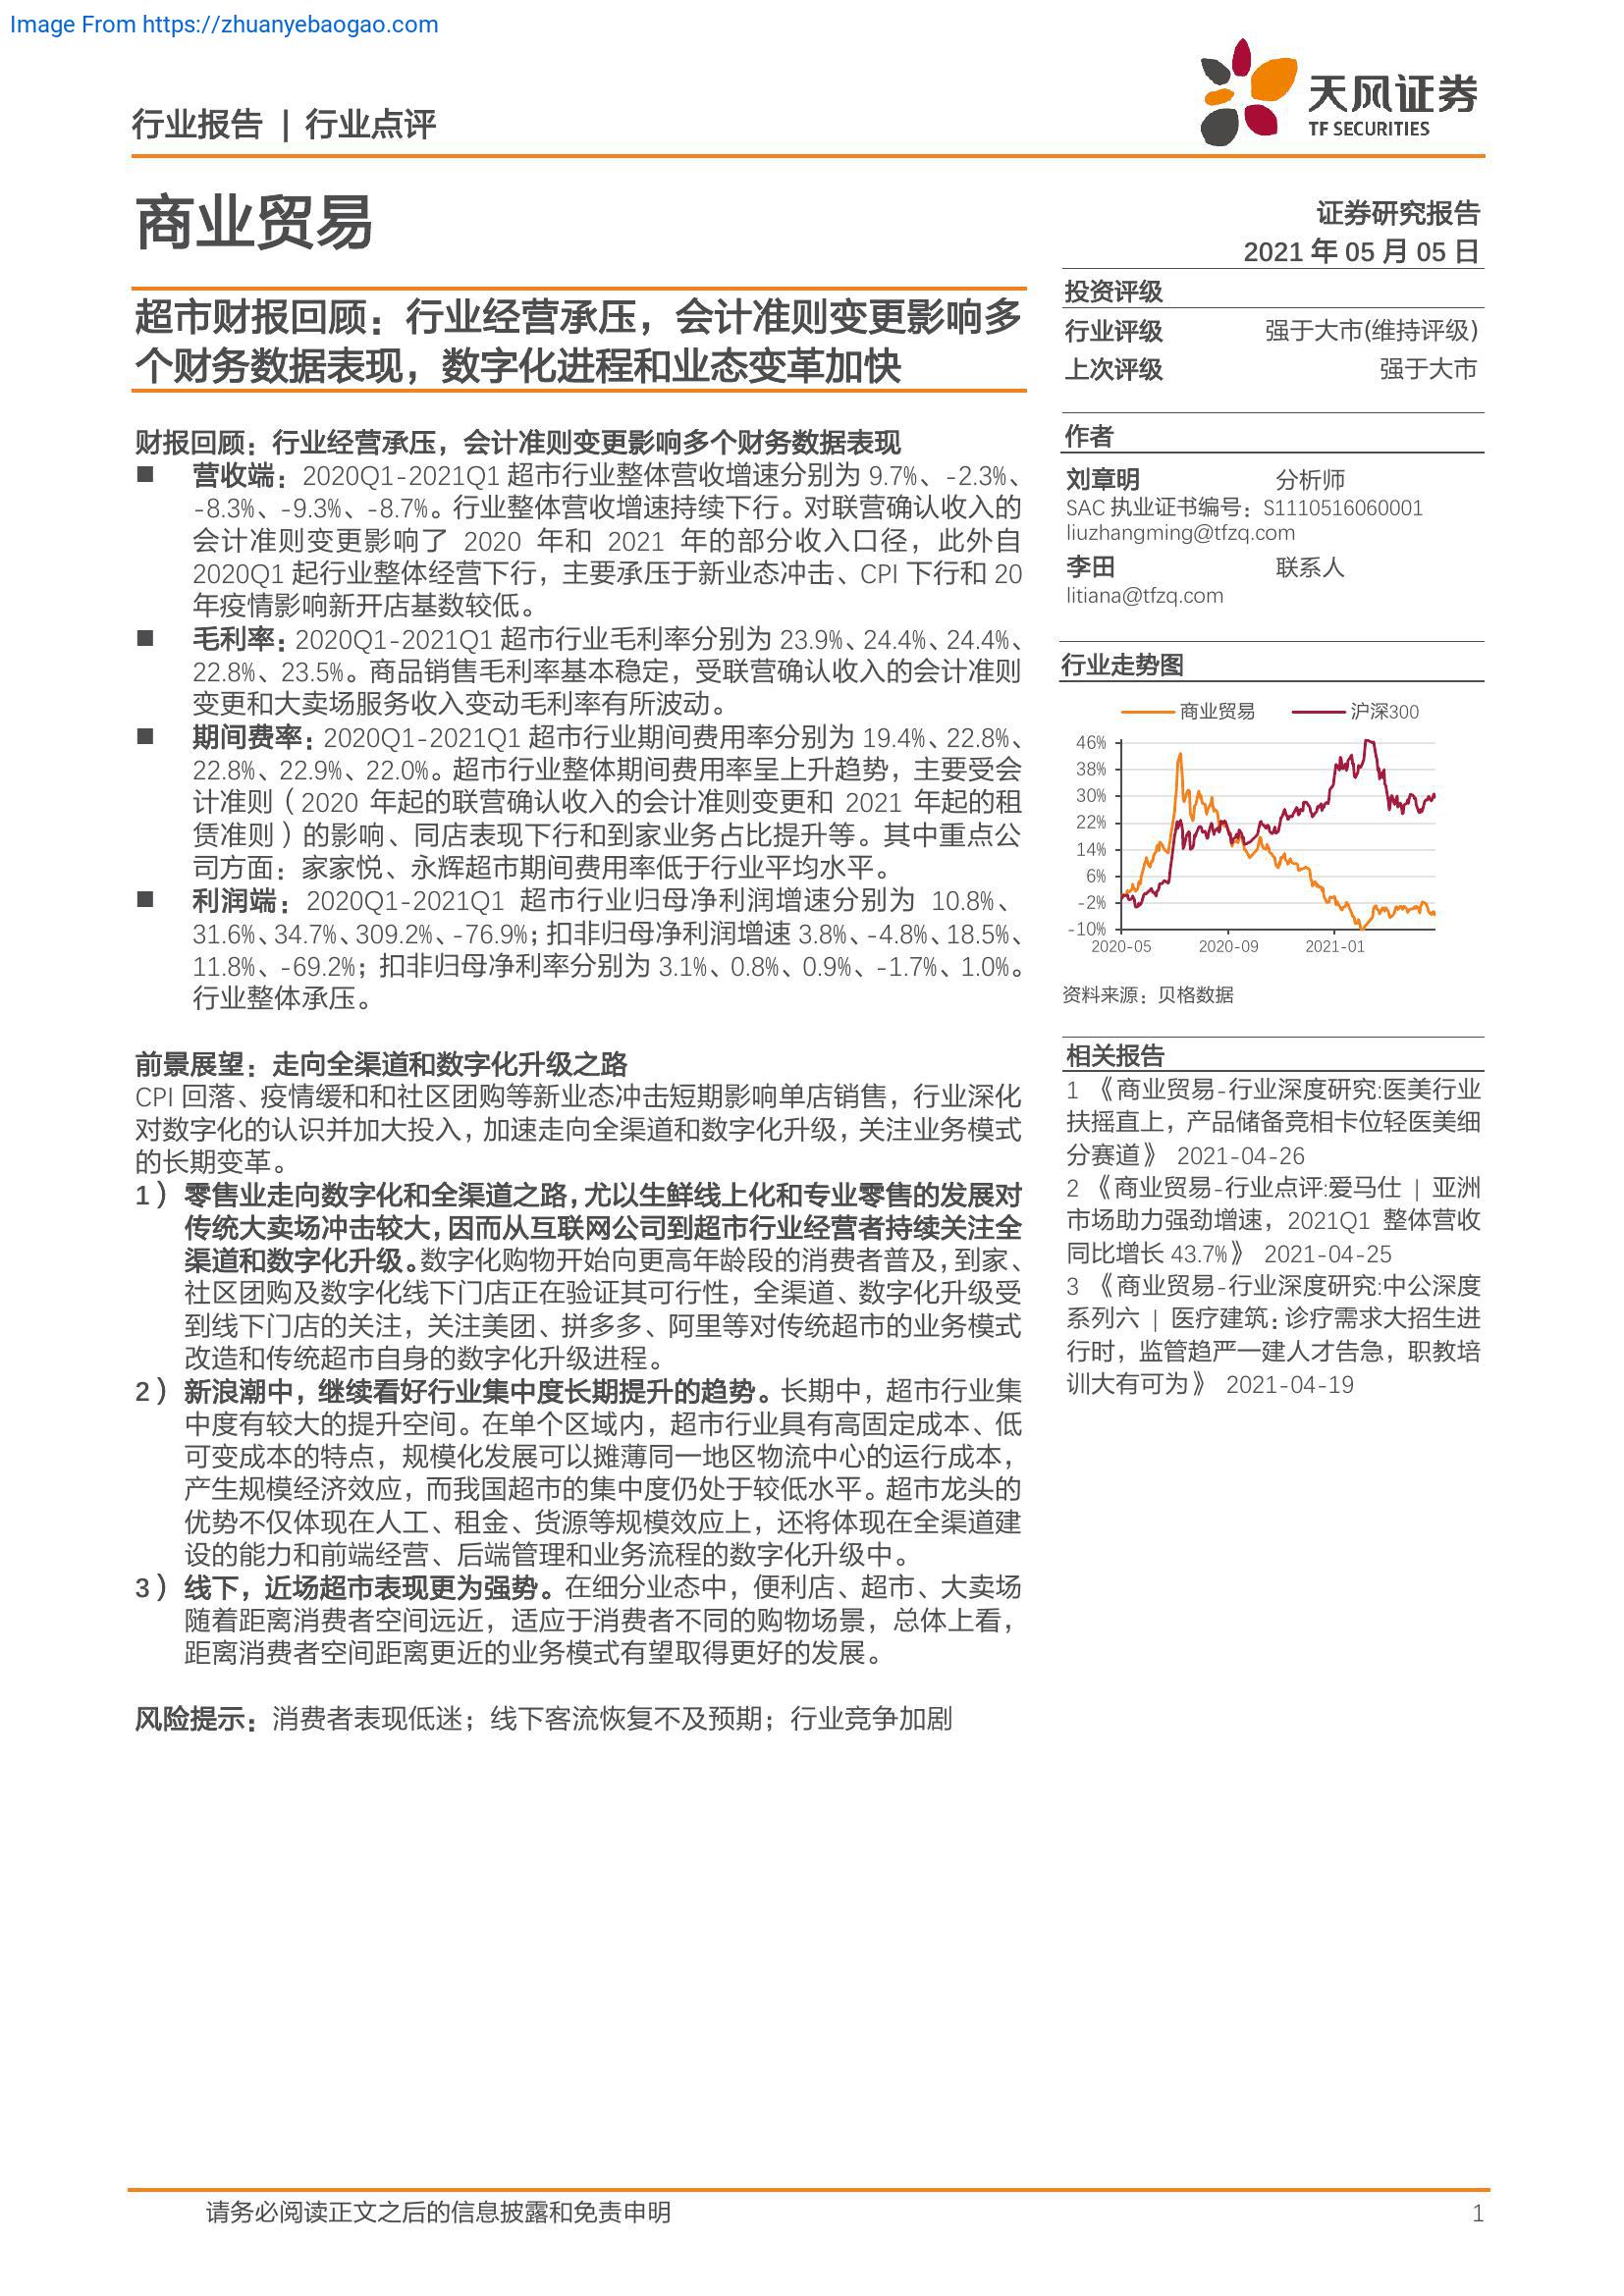 Image From https://zhuanyebaogao.com
行业报告 | 行业点评
天风证券
TF SECURITIES
商业贸易
证券研究报告
2021 年 05 月 05 日
超市财报回顾：行业经营承压，会计准则变更影响多
个财务数据表现，数字化进程和业态变革加快
财报回顾：行业经营承压，会计准则变更影响多个财务数据表现
■ 营收端：2020Q1-2021Q1 超市行业整体营收增速分别为 9.7%、-2.3%、
-8.3%、-9.3%、-8.7%。行业整体营收增速持续下行。对联营确认收入的
会计准则变更影响了 2020 年和 2021 年的部分收入口径，此外自
2020Q1 起行业整体经营下行，主要承压于新业态冲击、CPI 下行和 20
年疫情影响新开店基数较低。
■ 毛利率：2020Q1-2021Q1 超市行业毛利率分别为 23.9%、24.4%、24.4%、
22.8%、23.5%。商品销售毛利率基本稳定，受联营确认收入的会计准则
变更和大卖场服务收入变动毛利率有所波动。
■ 期间费率：2020Q1-2021Q1 超市行业期间费用率分别为 19.4%、22.8%、
22.8%、22.9%、22.0%。超市行业整体期间费用率呈上升趋势，主要受会
计准则（2020 年起的联营确认收入的会计准则变更和 2021 年起的租
赁准则）的影响、同店表现下行和到家业务占比提升等。其中重点公
司方面：家家悦、永辉超市期间费用率低于行业平均水平。
■ 利润端：2020Q1-2021Q1 超市行业归母净利润增速分别为 10.8%、
31.6%、34.7%、309.2%、-76.9%；扣非归母净利润增速 3.8%、-4.8%、18.5%、
11.8%、-69.2%；扣非归母净利率分别为 3.1%、0.8%、0.9%、-1.7%、1.0%。
行业整体承压。
前景展望：走向全渠道和数字化升级之路
CPI 回落、疫情缓和和社区团购等新业态冲击短期影响单店销售，行业深化
对数字化的认识并加大投入，加速走向全渠道和数字化升级，关注业务模式
的长期变革。
1）零售业走向数字化和全渠道之路，尤以生鲜线上化和专业零售的发展对
传统大卖场冲击较大，因而从互联网公司到超市行业经营者持续关注全
渠道和数字化升级。数字化购物开始向更高年龄段的消费者普及，到家、
社区团购及数字化线下门店正在验证其可行性，全渠道、数字化升级受
到线下门店的关注，关注美团、拼多多、阿里等对传统超市的业务模式
改造和传统超市自身的数字化升级进程。
2）新浪潮中，继续看好行业集中度长期提升的趋势。长期中，超市行业集
中度有较大的提升空间。在单个区域内，超市行业具有高固定成本、低
可变成本的特点，规模化发展可以摊薄同一地区物流中心的运行成本，
产生规模经济效应，而我国超市的集中度仍处于较低水平。超市龙头的
优势不仅体现在人工、租金、货源等规模效应上，还将体现在全渠道建
设的能力和前端经营、后端管理和业务流程的数字化升级中。
3）线下，近场超市表现更为强势。在细分业态中，便利店、超市、大卖场
随着距离消费者空间远近，适应于消费者不同的购物场景，总体上看，
距离消费者空间距离更近的业务模式有望取得更好的发展。
风险提示：消费者表现低迷；线下客流恢复不及预期；行业竞争加剧
投资评级
行业评级 强于大市(维持评级)
上次评级 强于大市
作者
刘章明 分析师
SAC 执业证书编号：S1110516060001
liuzhangming@tfzq.com
李田 联系人
litiana@tfzq.com
行业走势图
商业贸易 沪深300
46%
38%
30%
22%
14%
6%
-2%
-10%
2020-05 2020-09 2021-01
资料来源：贝格数据
相关报告
1 《商业贸易-行业深度研究:医美行业
扶摇直上，产品储备竞相卡位轻医美细
分赛道》 2021-04-26
2 《商业贸易-行业点评:爱马仕 | 亚洲
市场助力强劲增速，2021Q1 整体营收
同比增长 43.7%》 2021-04-25
3 《商业贸易-行业深度研究:中公深度
系列六 | 医疗建筑：诊疗需求大招生进
行时，监管趋严一建人才告急，职教培
训大有可为》 2021-04-19
请务必阅读正文之后的信息披露和免责申明 1